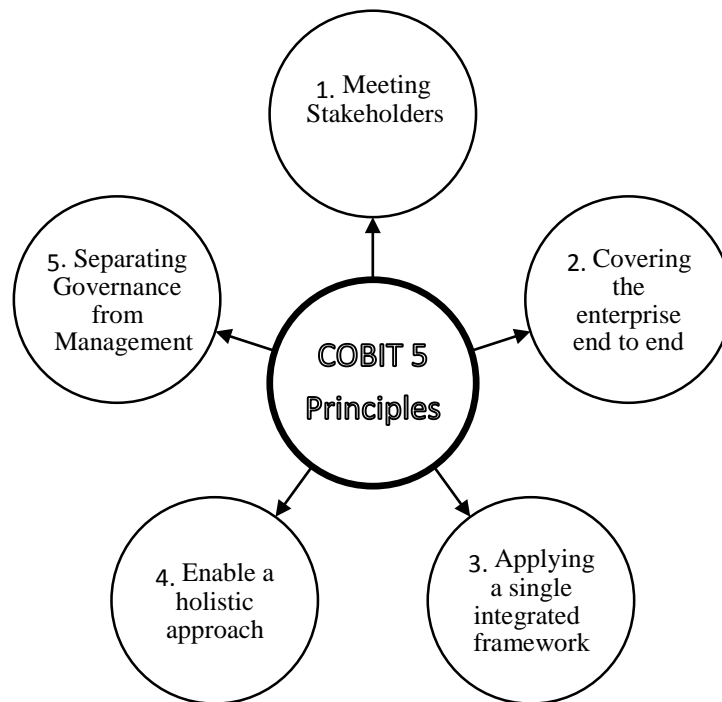 1. Meeting
Stakeholders
2. Covering
the
enterprise
end to end
3. Applying
a single
integrated
framework
4. Enable a
holistic
approach
5. Separating
Governance
from
Management
COBIT 5
Principles